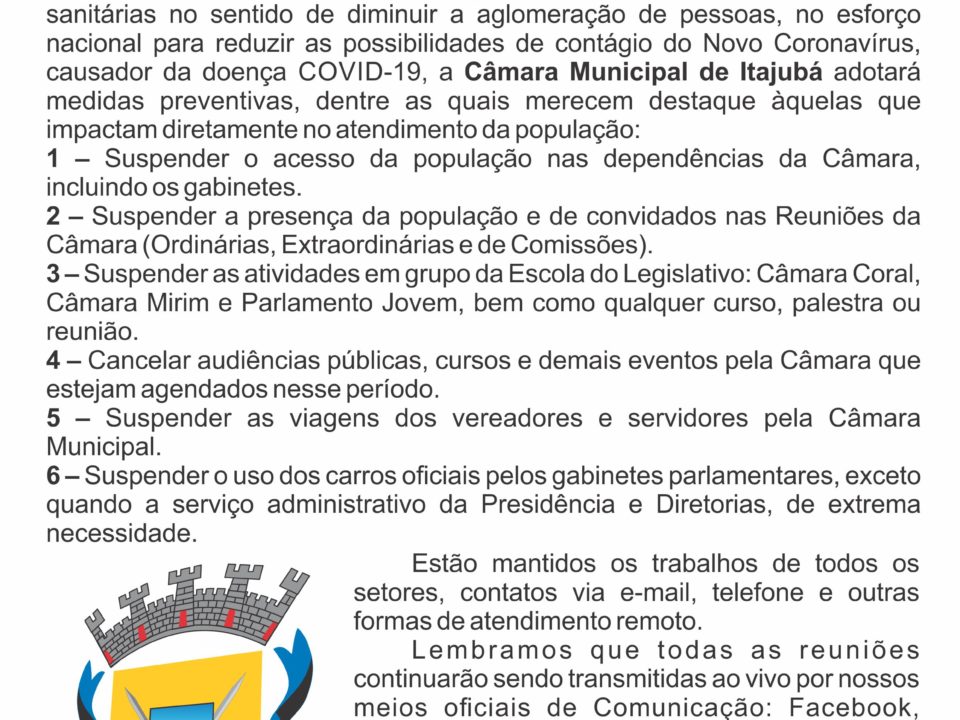 sanitárias no sentido de diminuir a aglomeração de pessoas, no esforço
nacional para reduzir as possibilidades de contágio do Novo Coronavírus,
causador da doença COVID-19, a Câmara Municipal de Itajubá adotará
medidas preventivas, dentre as quais merecem destaque àquelas que
impactam diretamente no atendimento da população:
1 – Suspender o acesso da população nas dependências da Câmara,
incluindo os gabinetes.
2 – Suspender a presença da população e de convidados nas Reuniões da
Câmara (Ordinárias, Extraordinárias e de Comissões).
3 – Suspender as atividades em grupo da Escola do Legislativo: Câmara Coral,
Câmara Mirim e Parlamento Jovem, bem como qualquer curso, palestra ou
reunião.
4 – Cancelar audiências públicas, cursos e demais eventos pela Câmara que
estejam agendados nesse período.
5 – Suspender as viagens dos vereadores e servidores pela Câmara
Municipal.
6 – Suspender o uso dos carros oficiais pelos gabinetes parlamentares, exceto
quando a serviço administrativo da Presidência e Diretorias, de extrema
necessidade.
Estão mantidos os trabalhos de todos os
setores, contatos via e-mail, telefone e outras
formas de atendimento remoto.
Lembramos que todas as reuniões
continuarão sendo transmitidas ao vivo por nossos
meios oficiais de Comunicação: Facebook,